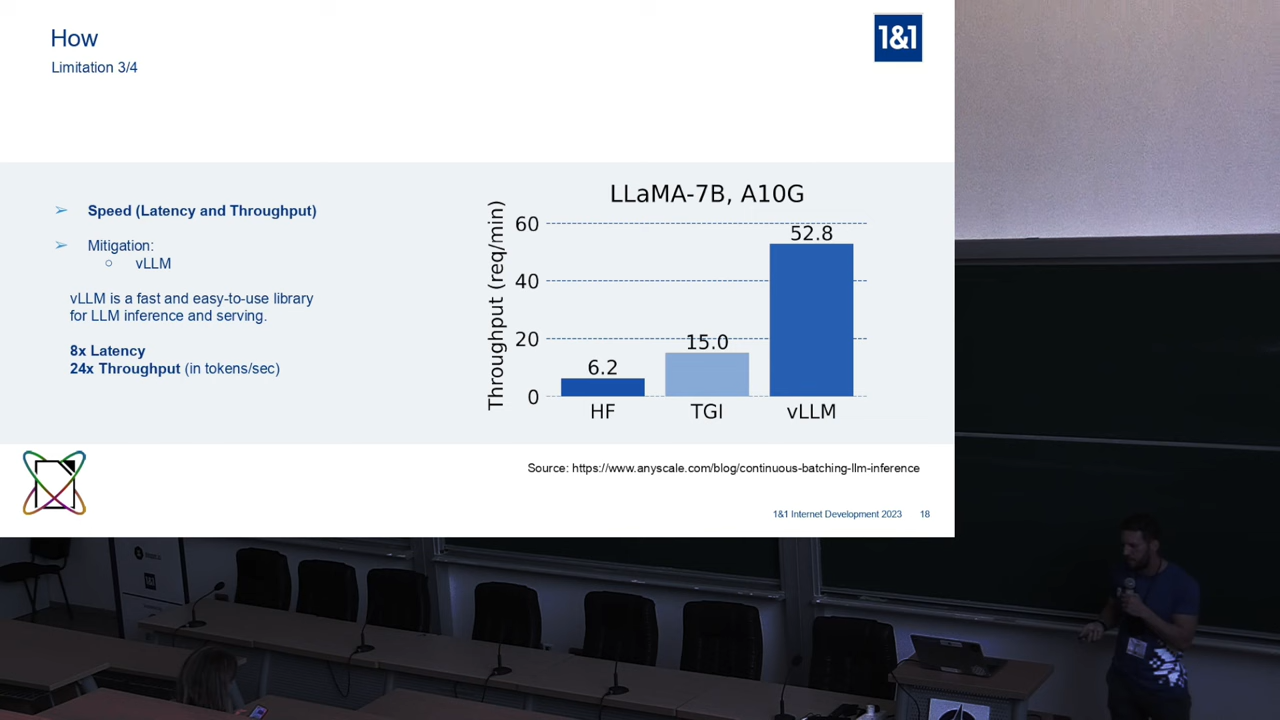 How
1&1
Limitation 3/4
➢ Speed (Latency and Throughput)
➢ Mitigation:
○ vLLM
vLLM is a fast and easy-to-use library
for LLM inference and serving.
8x Latency
24x Throughput (in tokens/sec)
LLaMA-7B, A10G
Throughput (req/min)
60
40
20
0
6.2
15.0
52.8
HF
TGI
vLLM
Source: https://www.anyscale.com/blog/continuous-batching-llm-inference
1&1 Internet Development 2023 18
1&1